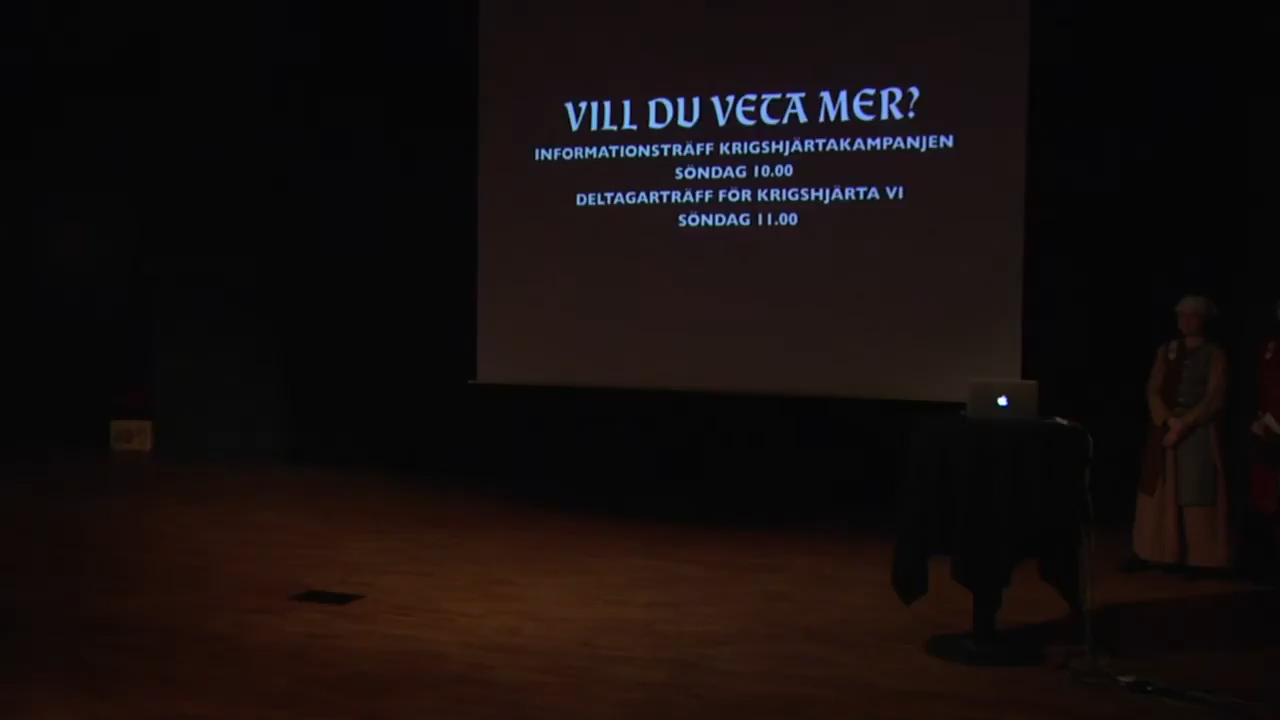 VILL DU VETA MER?
INFORMATIONSTRÄFF KRIGSHJÄRTAKAMPANJEN
SÖNDAG 10.00
DELTAGARTRÄFF FÖR KRIGSHJÄRTA VI
SÖNDAG 11.00